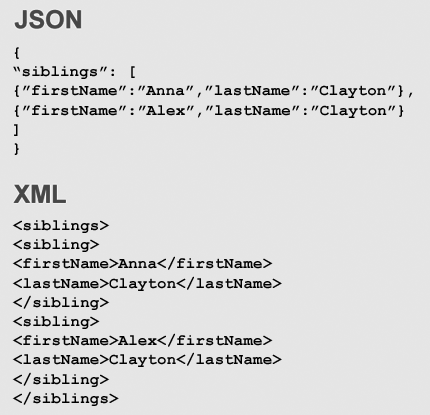 JSON
{
“siblings”: [
{”firstName”:”Anna”,”lastName”:”Clayton”},
{”firstName”:”Alex”,”lastName”:”Clayton”}
]
}
XML
<siblings>
<sibling>
<firstName>Anna</firstName>
<lastName>Clayton</lastName>
</sibling>
<sibling>
<firstName>Alex</firstName>
<lastName>Clayton</lastName>
</sibling>
</siblings>